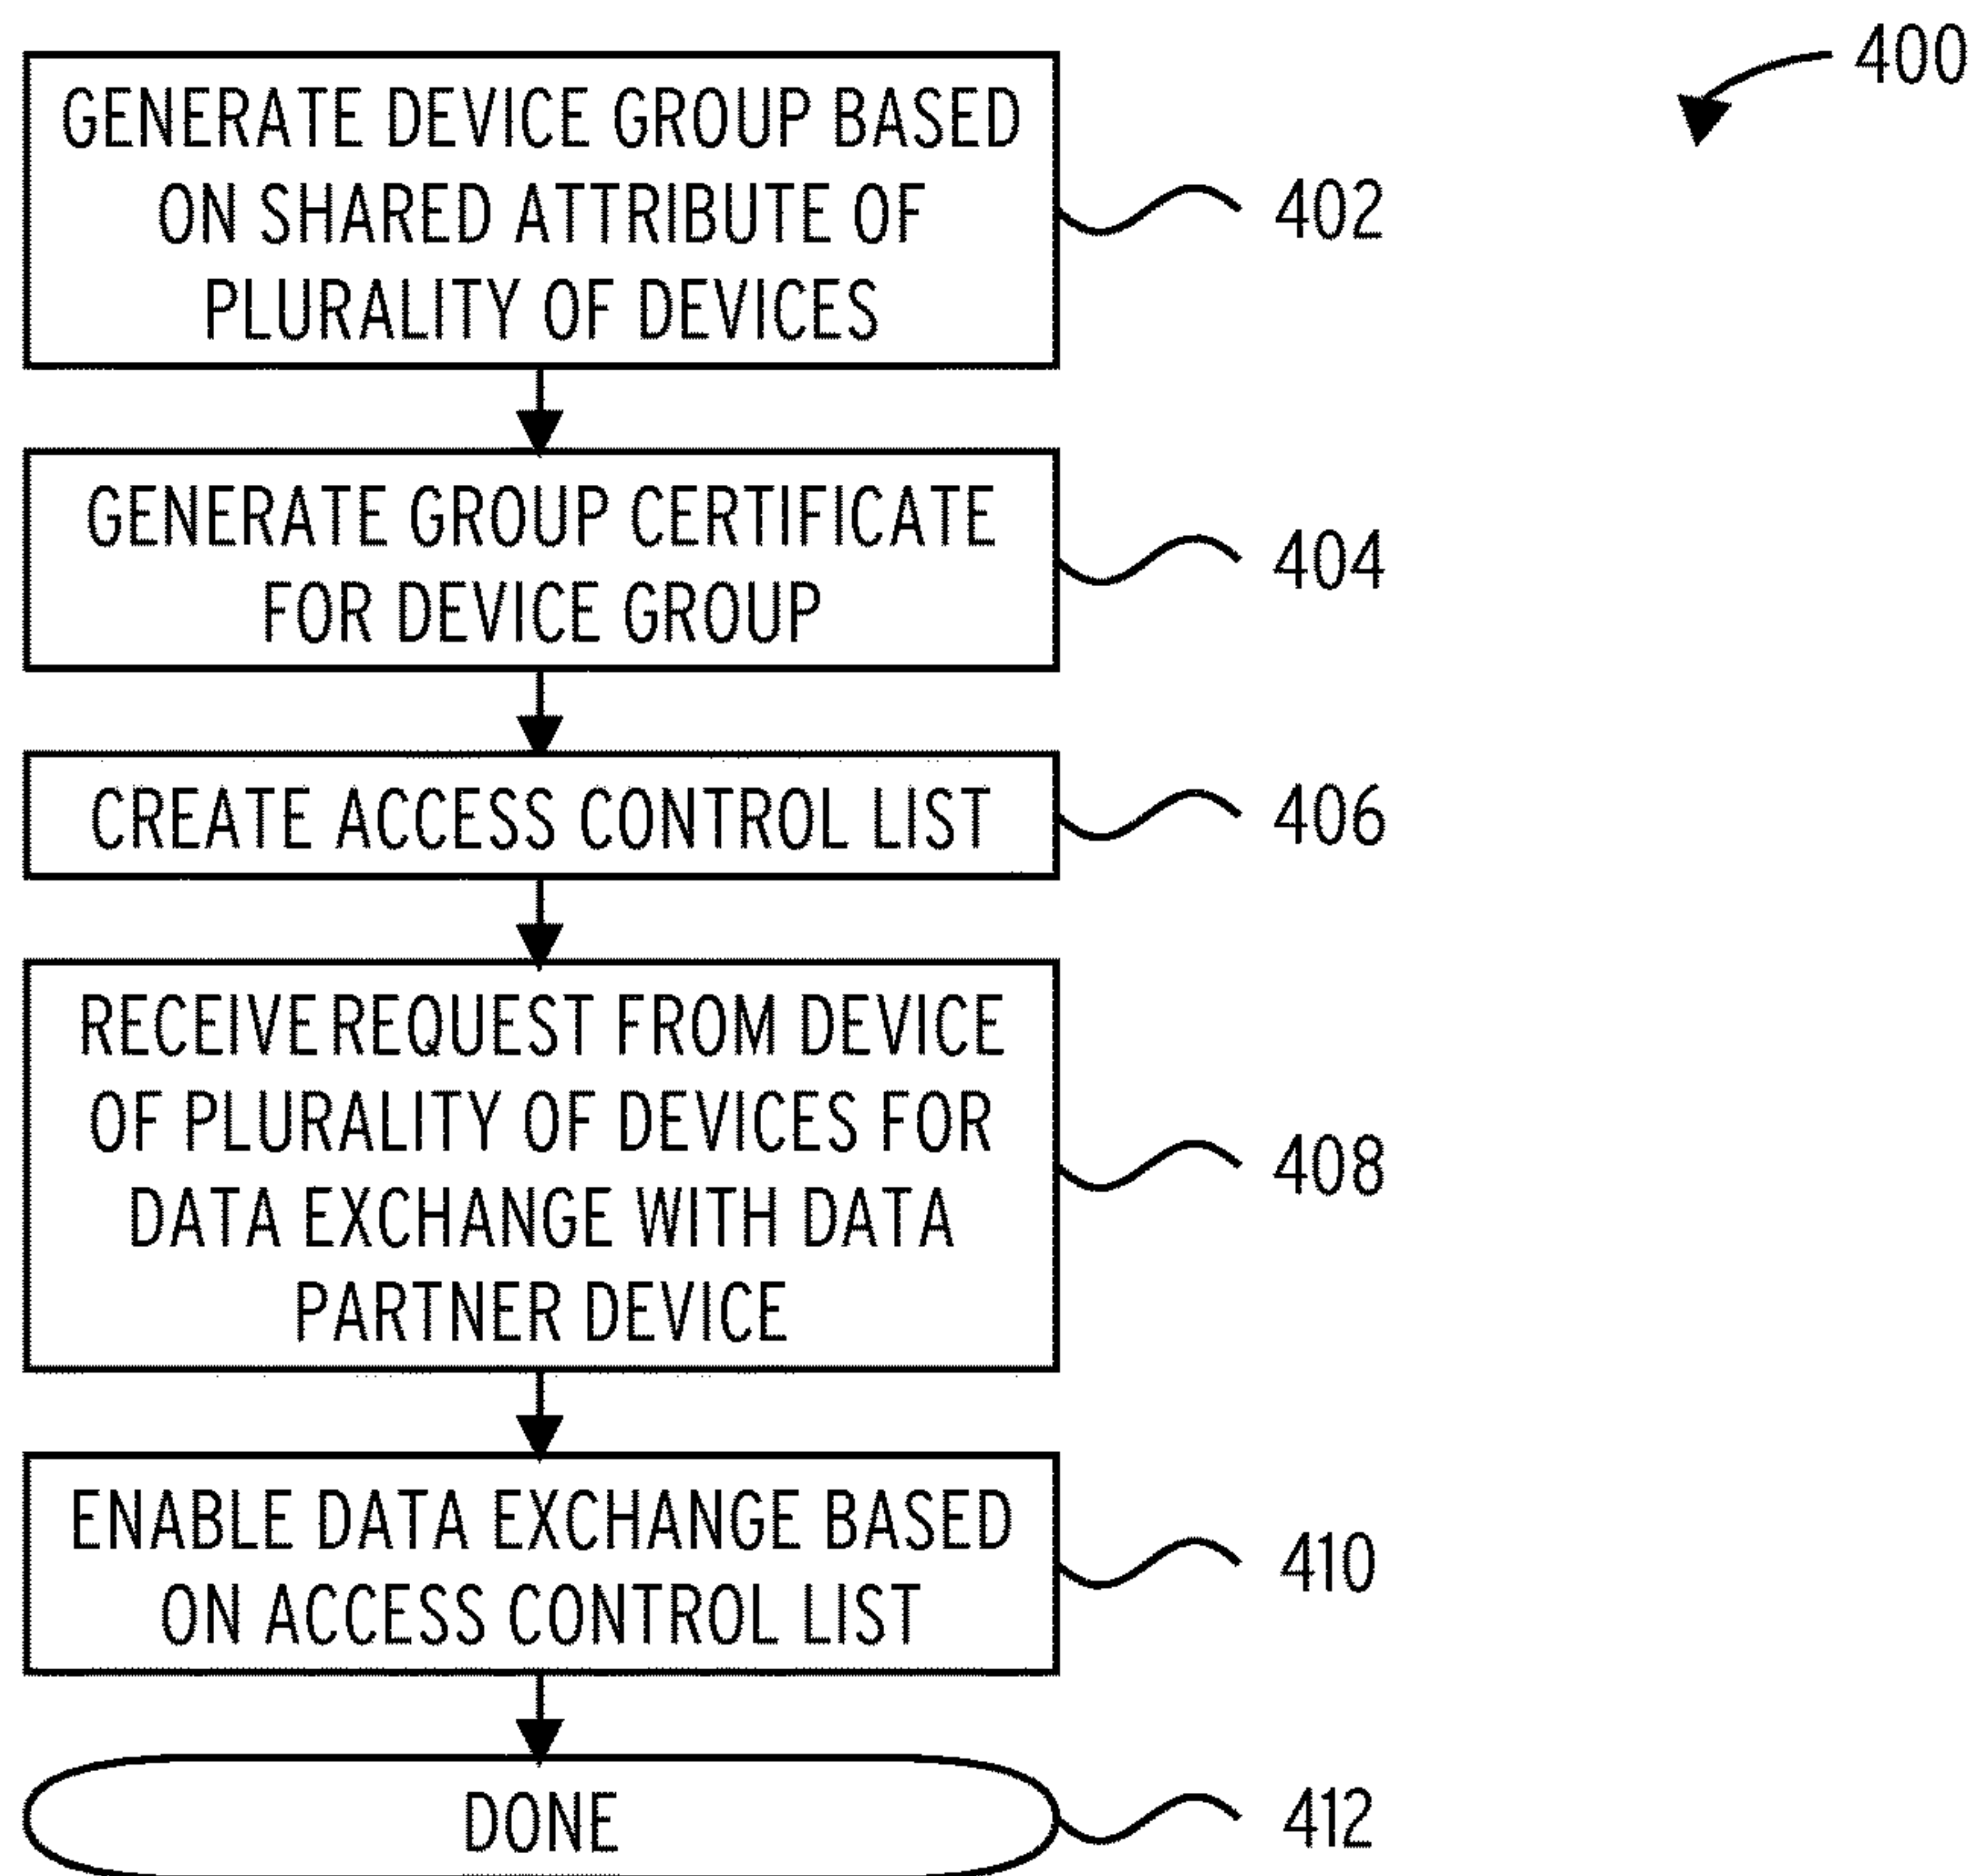 400
GENERATE DEVICE GROUP BASED
ON SHARED ATTRIBUTE OF
PLURALITY OF DEVICES
402
GENERATE GROUP CERTIFICATE
FOR DEVICE GROUP
404
CREATE ACCESS CONTROL LIST
406
RECEIVE REQUEST FROM DEVICE
OF PLURALITY OF DEVICES FOR
DATA EXCHANGE WITH DATA
PARTNER DEVICE
408
ENABLE DATA EXCHANGE BASED
ON ACCESS CONTROL LIST
410
DONE
412